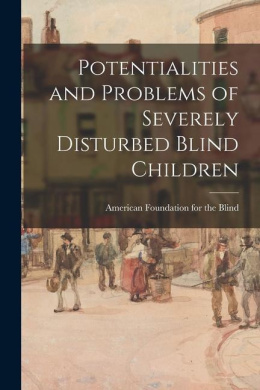 Potentialities
and Problems of
Severely
Disturbed Blind
Children
American Foundation for the Blind